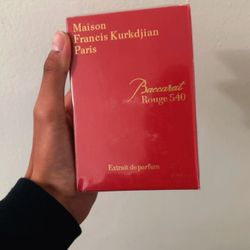 Maison
Francis Kurkdjian
Paris
Baccarat
Rouge 540
Extrait de parfum